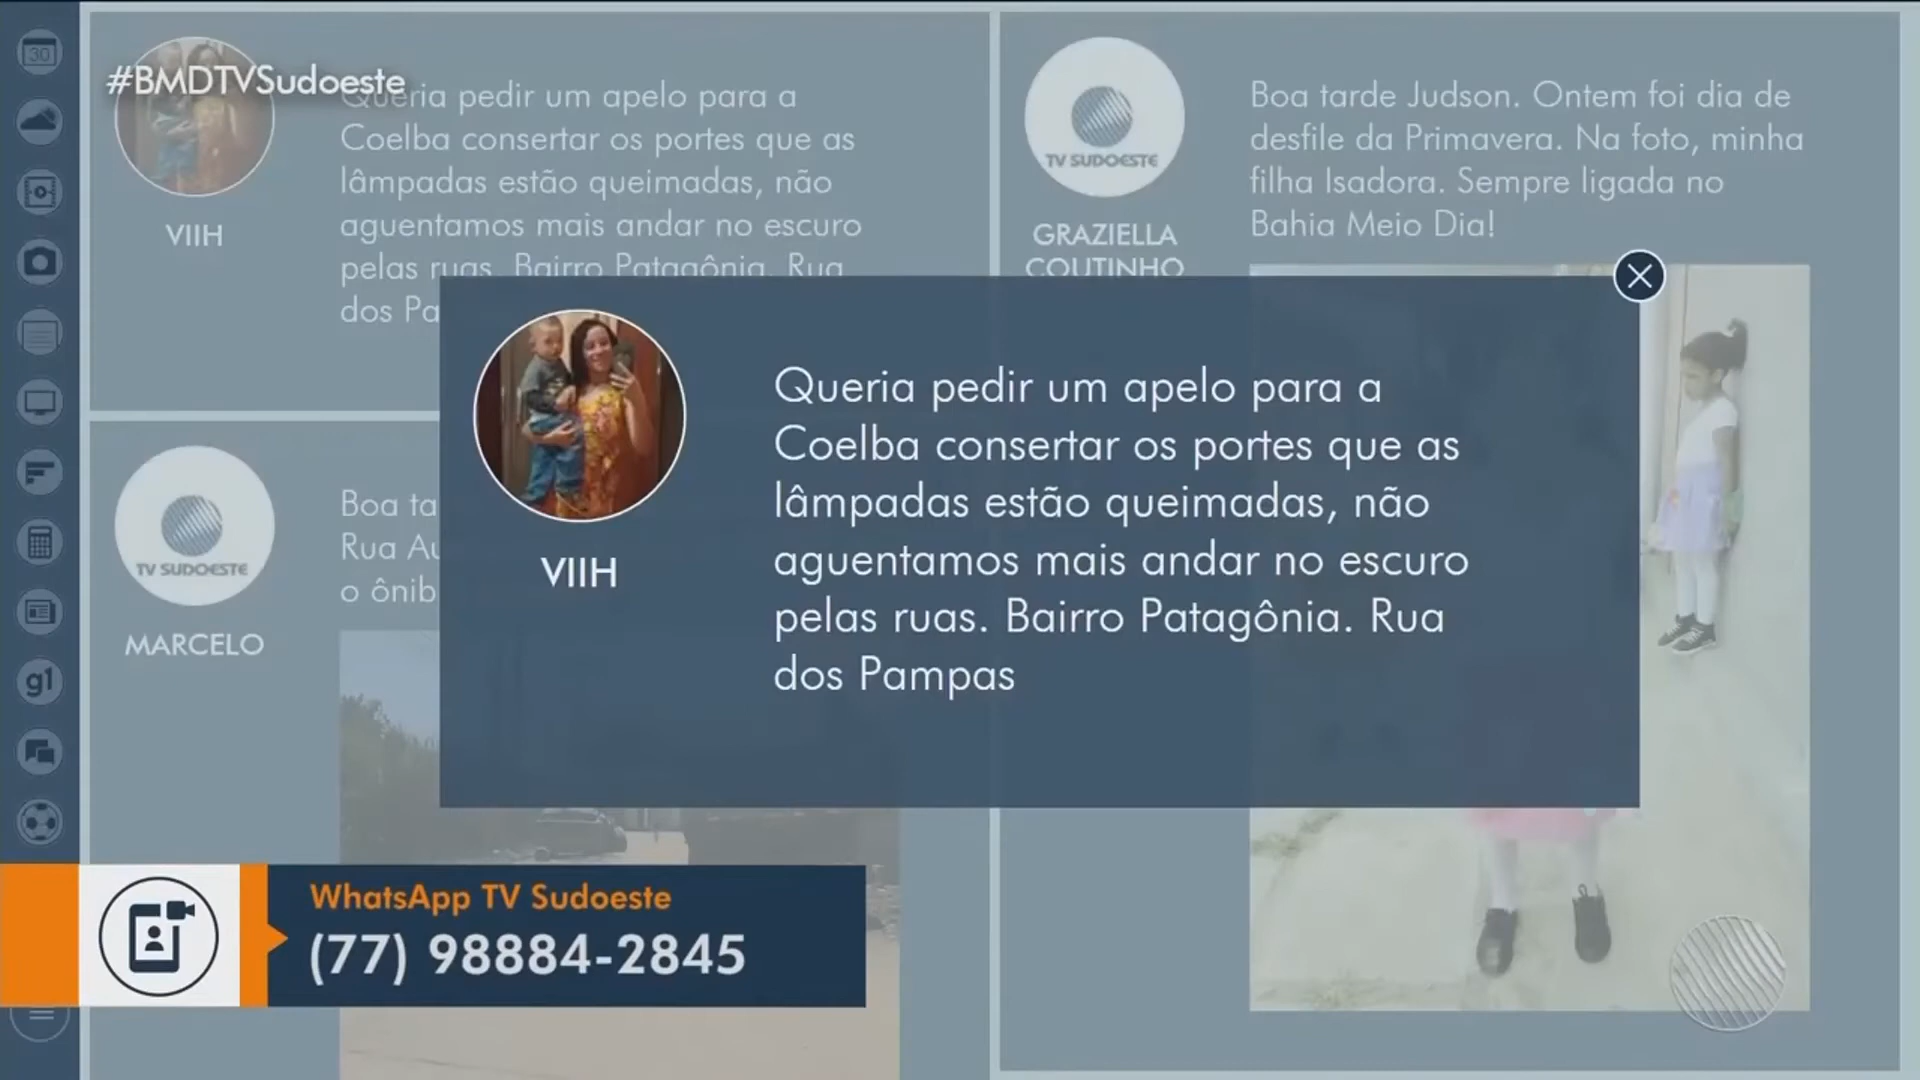 #BMDTVSudoeste
30
Queria pedir um apelo para a
Coelba consertar os portes que as
lâmpadas estão queimadas, não
aguentamos mais andar no escuro
pelas ruas. Bairro Patagônia. Rua
dos Pa
VIIH
TV SUDOESTE
GRAZIELLA
COUTINHO
Boa tarde Judson. Ontem foi dia de
desfile da Primavera. Na foto, minha
filha Isadora. Sempre ligada no
Bahia Meio Dia!
VIIH
Queria pedir um apelo para a
Coelba consertar os portes que as
lâmpadas estão queimadas, não
aguentamos mais andar no escuro
pelas ruas. Bairro Patagônia. Rua
dos Pampas
TV SUDOESTE
MARCELO
Boa ta
Rua Au
o ônib
g1
WhatsApp TV Sudoeste
(77) 98884-2845